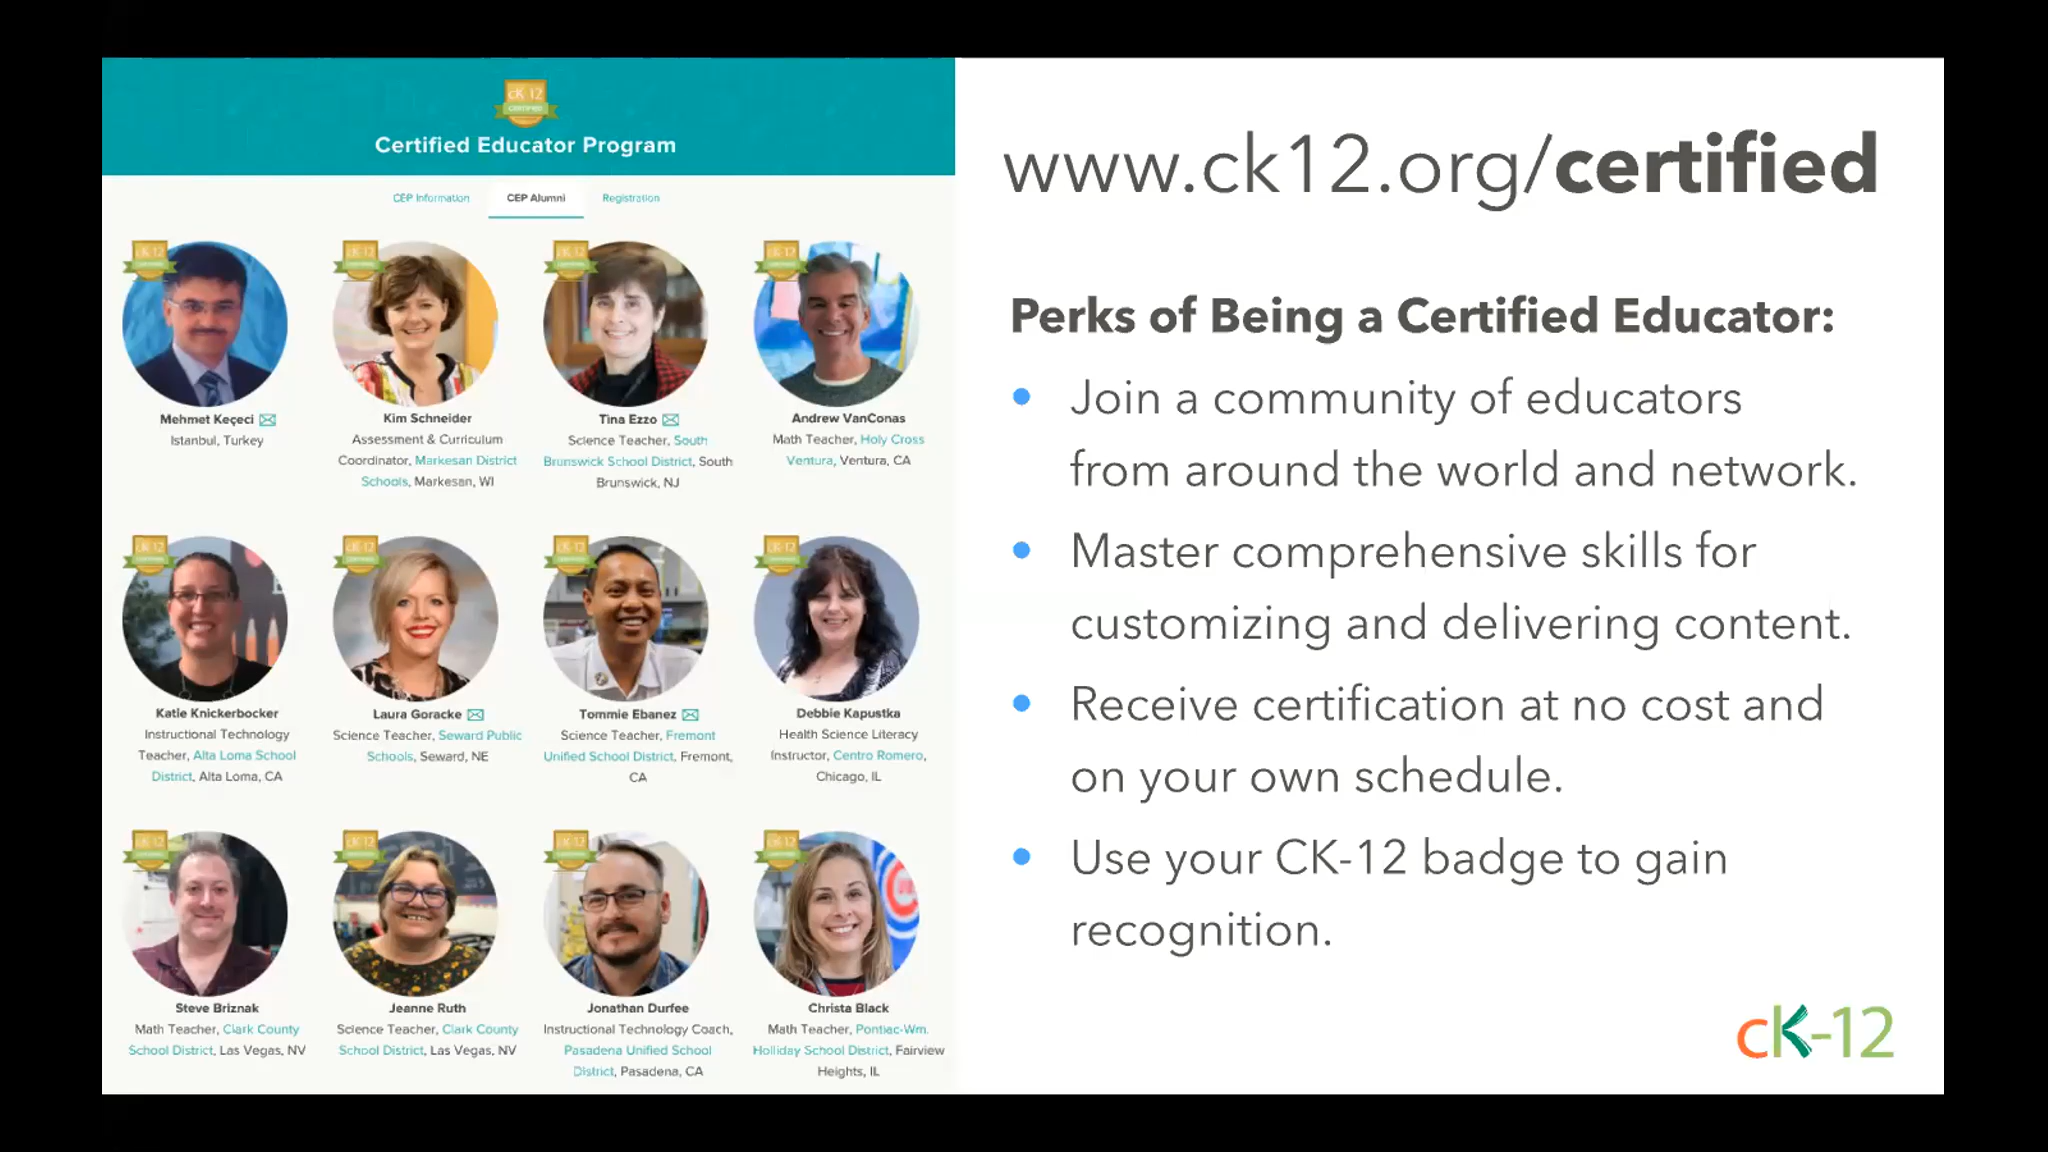 cK-12
CERTIFIED
Certified Educator Program
CEP Information
CEP Alumni
Registration
Mehmet Keçeci
Istanbul, Turkey
Kim Schneider
Assessment & Curriculum
Coordinator, Markesan District
Schools, Markesan, WI
Tina Ezzo
Science Teacher, South
Brunswick School District, South
Brunswick, NJ
Andrew VanConas
Math Teacher, Holy Cross
Ventura, Ventura, CA
Katie Knickerbocker
Instructional Technology
Teacher, Alta Loma School
District, Alta Loma, CA
Laura Goracke
Science Teacher, Seward Public
Schools, Seward, NE
Tommie Ebanez
Science Teacher, Fremont
Unified School District, Fremont,
CA
Debbie Kapustka
Health Science Literacy
Instructor, Centro Romero,
Chicago, IL
Steve Briznak
Math Teacher, Clark County
School District, Las Vegas, NV
Jeanne Ruth
Science Teacher, Clark County
School District, Las Vegas, NV
Jonathan Durfee
Instructional Technology Coach,
Pasadena Unified School
District, Pasadena, CA
Christa Black
Math Teacher, Pontiac-Wm.
Holliday School District, Fairview
Heights, IL
www.ck12.org/certified
Perks of Being a Certified Educator:
• Join a community of educators
from around the world and network.
• Master comprehensive skills for
customizing and delivering content.
• Receive certification at no cost and
on your own schedule.
• Use your CK-12 badge to gain
recognition.
cK-12